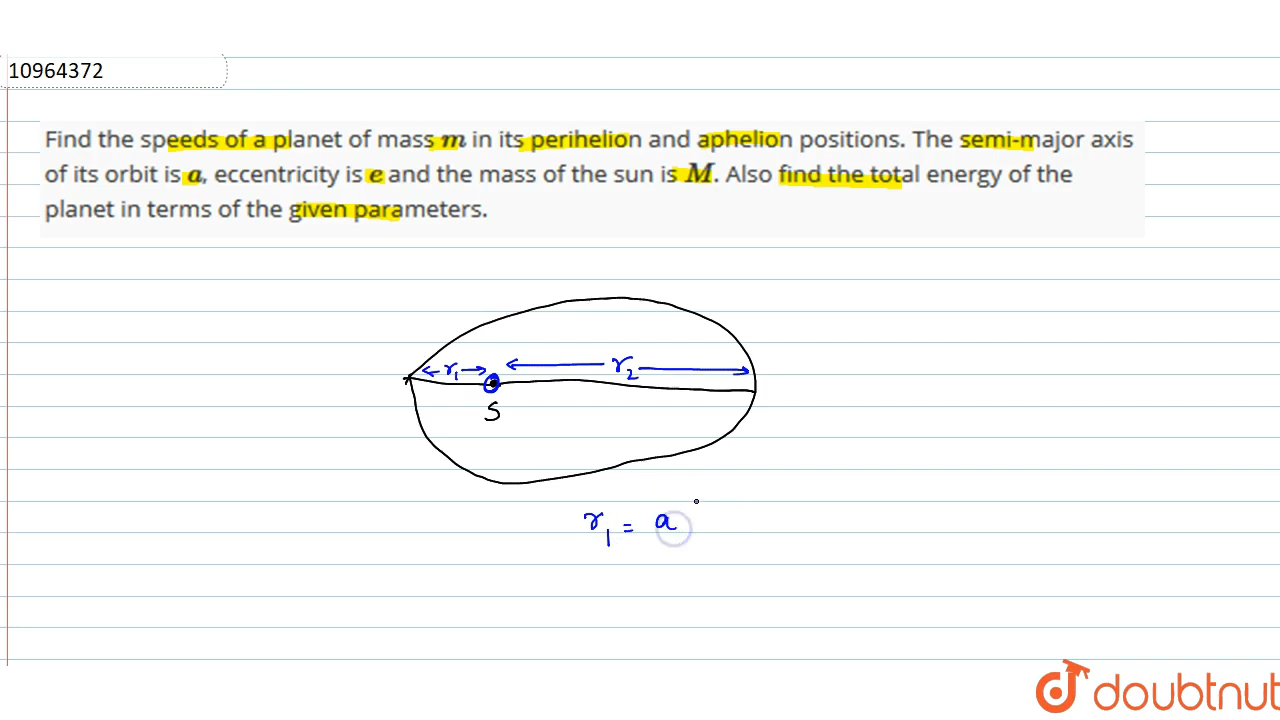 10964372
Find the speeds of a planet of mass m in its perihelion and aphelion positions. The semi-major axis
of its orbit is a, eccentricity is e and the mass of the sun is M. Also find the total energy of the
planet in terms of the given parameters.
r₁ r₂
S
r₁ = a
doubtnut